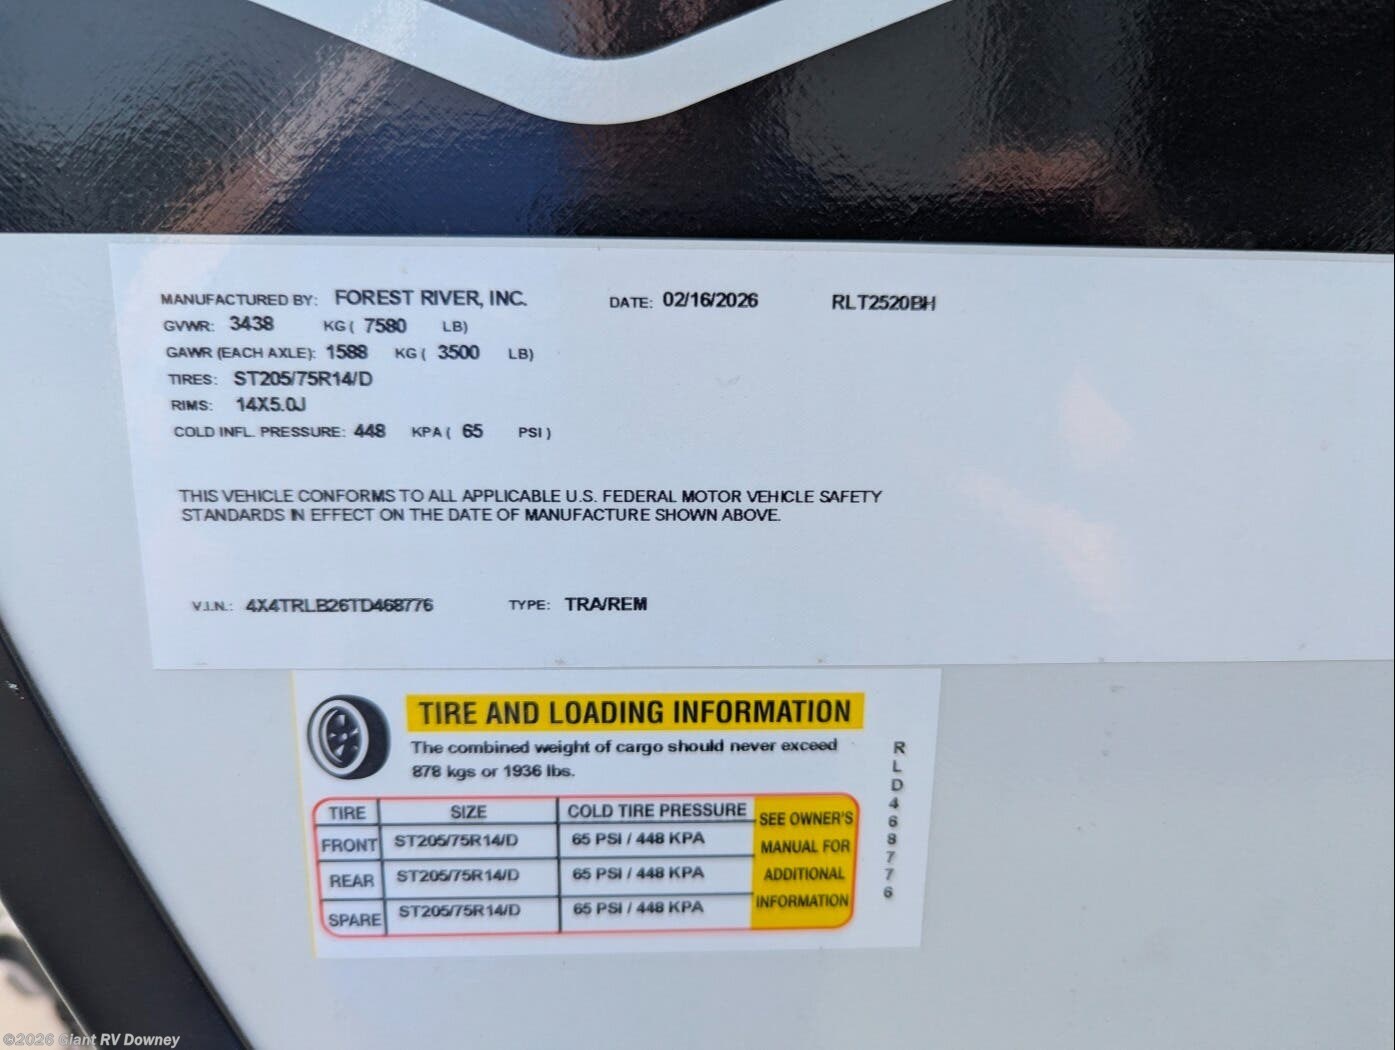 MANUFACTURED BY: FOREST RIVER, INC. DATE: 02/16/2026 RLT2520BH
GVWR: 3438 KG ( 7580 LB)
GAWR (EACH AXLE): 1588 KG ( 3500 LB)
TIRES: ST205/75R14/D
RIMS: 14X5.0J
COLD INFL. PRESSURE: 448 KPA ( 65 PSI )
THIS VEHICLE CONFORMS TO ALL APPLICABLE U.S. FEDERAL MOTOR VEHICLE SAFETY
STANDARDS IN EFFECT ON THE DATE OF MANUFACTURE SHOWN ABOVE.
V.I.N.: 4X4TRLB26TD468776 TYPE: TRA/REM
TIRE AND LOADING INFORMATION
The combined weight of cargo should never exceed
878 kgs or 1936 lbs.
TIRE SIZE COLD TIRE PRESSURE
FRONT ST205/75R14/D 65 PSI / 448 KPA
REAR ST205/75R14/D 65 PSI / 448 KPA
SPARE ST205/75R14/D 65 PSI / 448 KPA
SEE OWNER'S
MANUAL FOR
ADDITIONAL
INFORMATION
RLD468776
©2026 Giant RV Downey